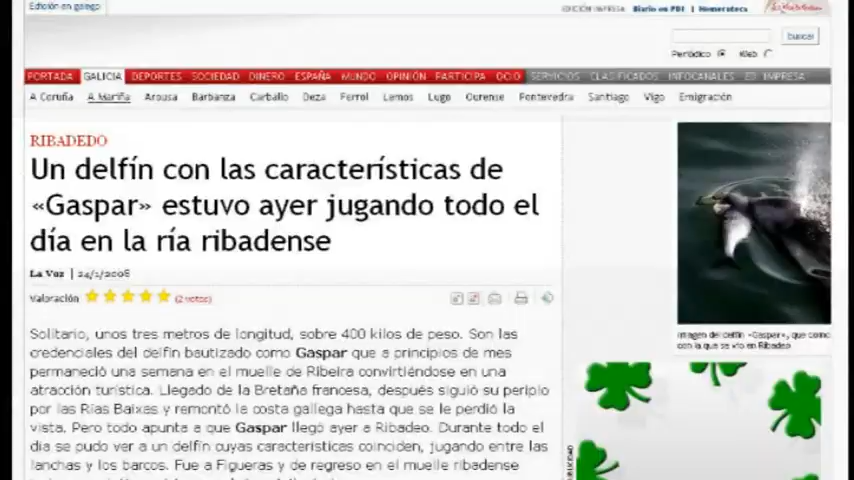 Edición en galego
EDICIÓN IMPRESA Diario en PDF | Hemeroteca
buscar
Periódico Web
PORTADA GALICIA DEPORTES SOCIEDAD DINERO ESPAÑA MUNDO OPINIÓN PARTICIPA OCIO SERVICIOS CLASIFICADOS INFOCANALES ED IMPRESA
A Coruña A Mariña Arousa Barbanza Carballo Deza Ferrol Lemos Lugo Ourense Pontevedra Santiago Vigo Emigración
RIBADEDO
Un delfín con las características de
«Gaspar» estuvo ayer jugando todo el
día en la ría ribadense
La Voz | 24/1/2008
Valoración (2 votos)
Solitario, unos tres metros de longitud, sobre 400 kilos de peso. Son las
credenciales del delfín bautizado como Gaspar que a principios de mes
permaneció una semana en el muelle de Ribeira convirtiéndose en una
atracción turística. Llegado de la Bretaña francesa, después siguió su periplo
por las Rías Baixas y remontó la costa gallega hasta que se le perdió la
vista. Pero todo apunta a que Gaspar llegó ayer a Ribadeo. Durante todo el
día se pudo ver a un delfín cuyas características coinciden, jugando entre las
lanchas y los barcos. Fue a Figueras y de regreso en el muelle ribadense
Imagen del delfín «Gaspar», que como
con la que se vio en Ribadeo
PUBLICIDAD